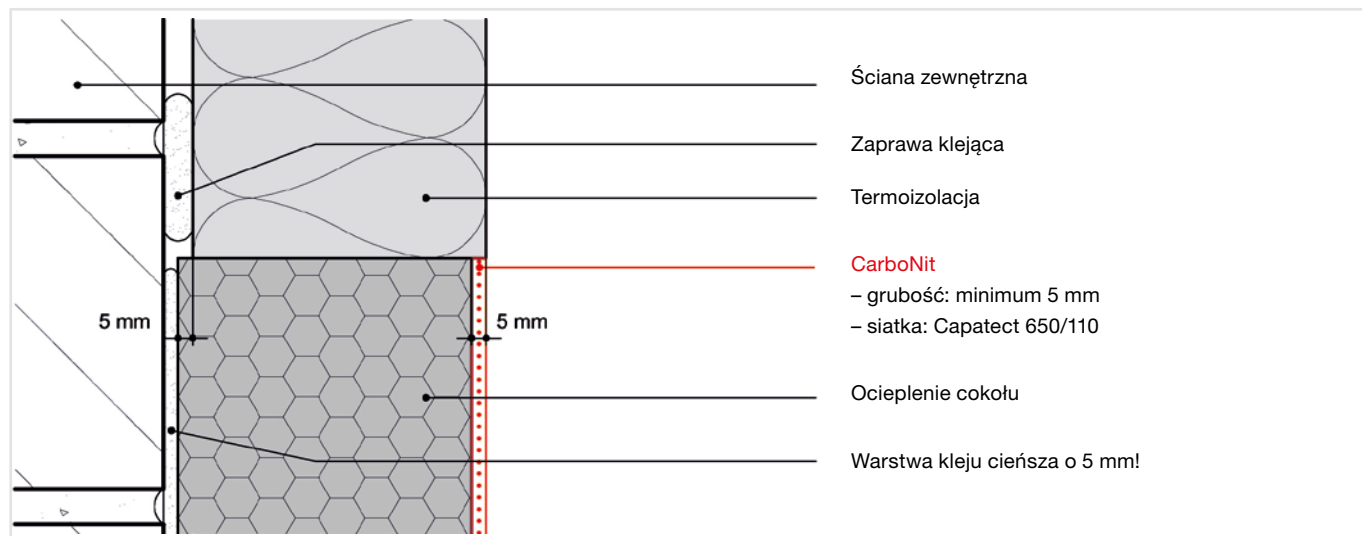 Ściana zewnętrzna
Zaprawa klejąca
Termoizolacja
CarboNit
– grubość: minimum 5 mm
– siatka: Capatect 650/110
5 mm
5 mm
Ocieplenie cokołu
Warstwa kleju cieńsza o 5 mm!